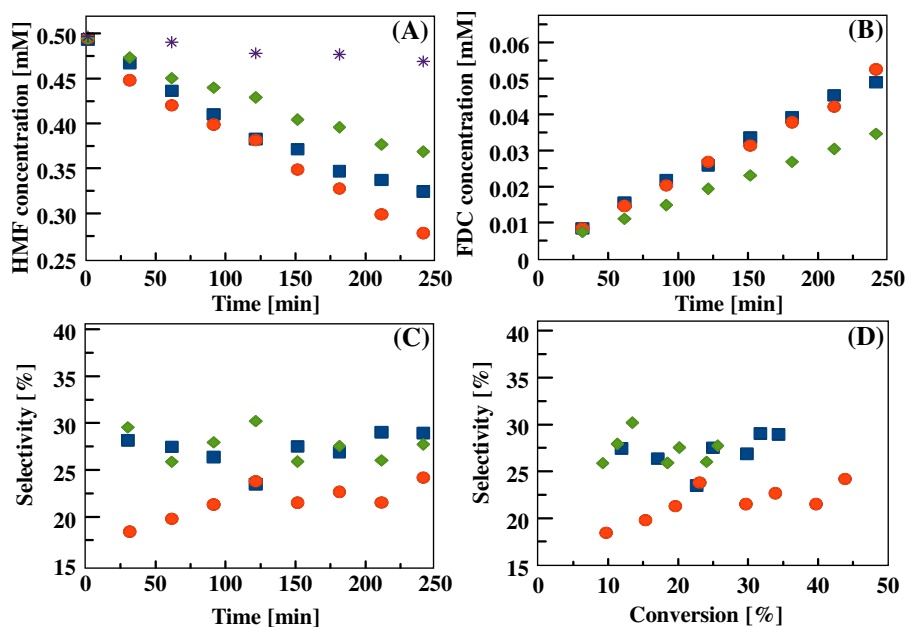 (A)
HMF concentration [mM]
0.50
0.45
0.40
0.35
0.30
0.25
0 50 100 150 200 250
Time [min]
(B)
FDC concentration [mM]
0.06
0.05
0.04
0.03
0.02
0.01
0
0 50 100 150 200 250
Time [min]
(C)
Selectivity [%]
40
35
30
25
20
15
0 50 100 150 200 250
Time [min]
(D)
Selectivity [%]
40
35
30
25
20
15
0 10 20 30 40 50
Conversion [%]